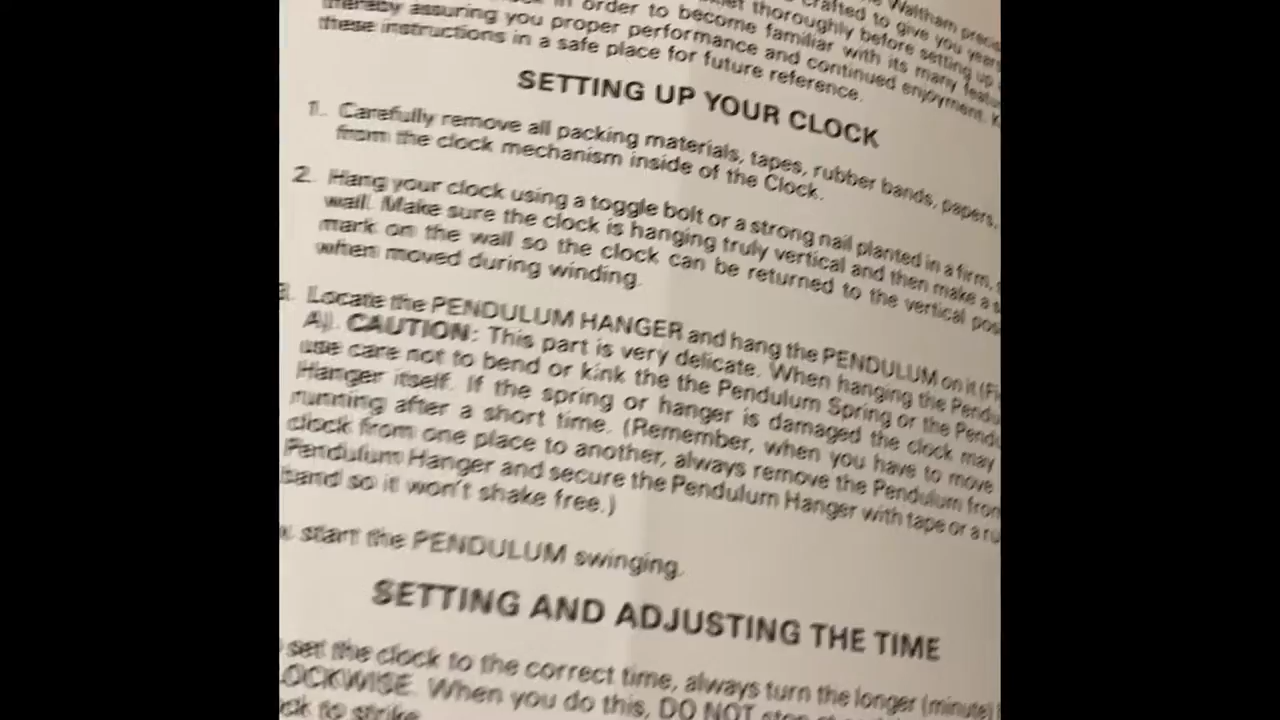 Waltham
crafted to give you years
thoroughly before setting up
in order to become familiar with its many
thereby assuring you proper performance and continued enjoyment.
these instructions in a safe place for future reference.
SETTING UP YOUR CLOCK
1. Carefully remove all packing materials, tapes, rubber bands, papers,
from the clock mechanism inside of the Clock.
2. Hang your clock using a toggle bolt or a strong nail planted in a firm,
wall. Make sure the clock is hanging truly vertical and then make a
mark on the wall so the clock can be returned to the vertical
when moved during winding.
Locate the PENDULUM HANGER and hang the PENDULUM on it
A). CAUTION: This part is very delicate. When hanging the
use care not to bend or kink the the Pendulum Spring or the
Hanger itself. If the spring or hanger is damaged the clock may
running after a short time. (Remember, when you have to move
clock from one place to another, always remove the Pendulum
Pendulum Hanger and secure the Pendulum Hanger with tape or a
band so it won't shake free.)
start the PENDULUM swinging.
SETTING AND ADJUSTING THE TIME
set the clock to the correct time, always turn the longer (minute)
LOCKWISE. When you do this, DO NOT
to strike